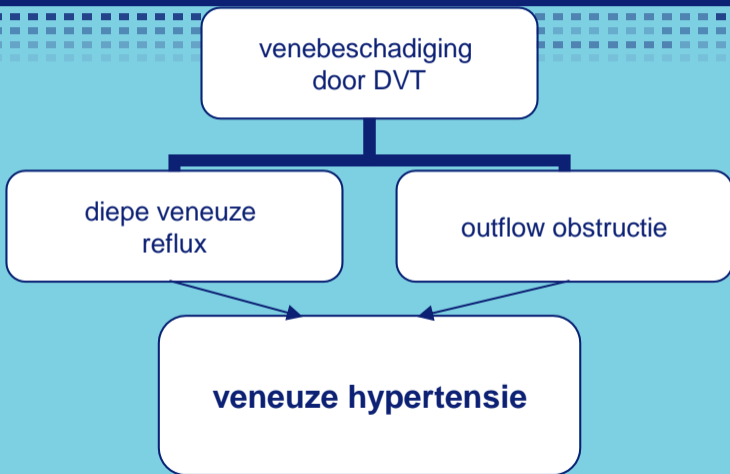 venebeschadiging
door DVT
diepe veneuze
reflux
outflow obstructie
veneuze hypertensie